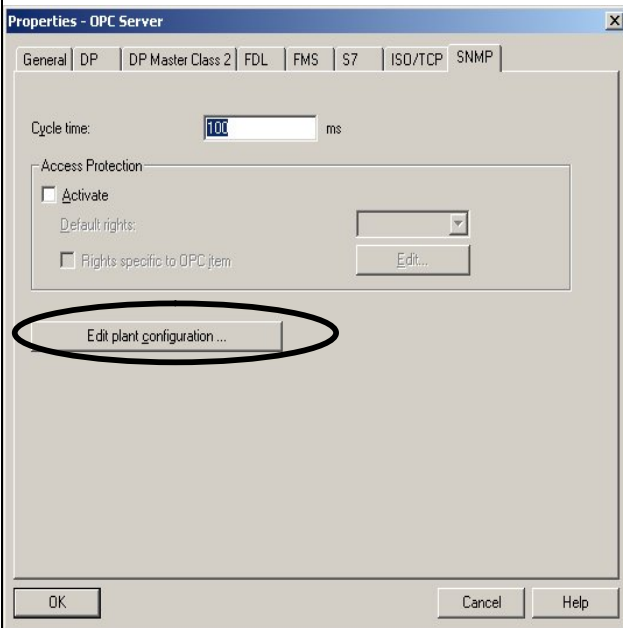 Properties - OPC Server
General DP DP Master Class 2 FDL FMS S7 ISO/TCP SNMP
Cycle time: 100 ms
Access Protection
Activate
Default rights:
Rights specific to OPC item Edit...
Edit plant configuration ...
OK Cancel Help